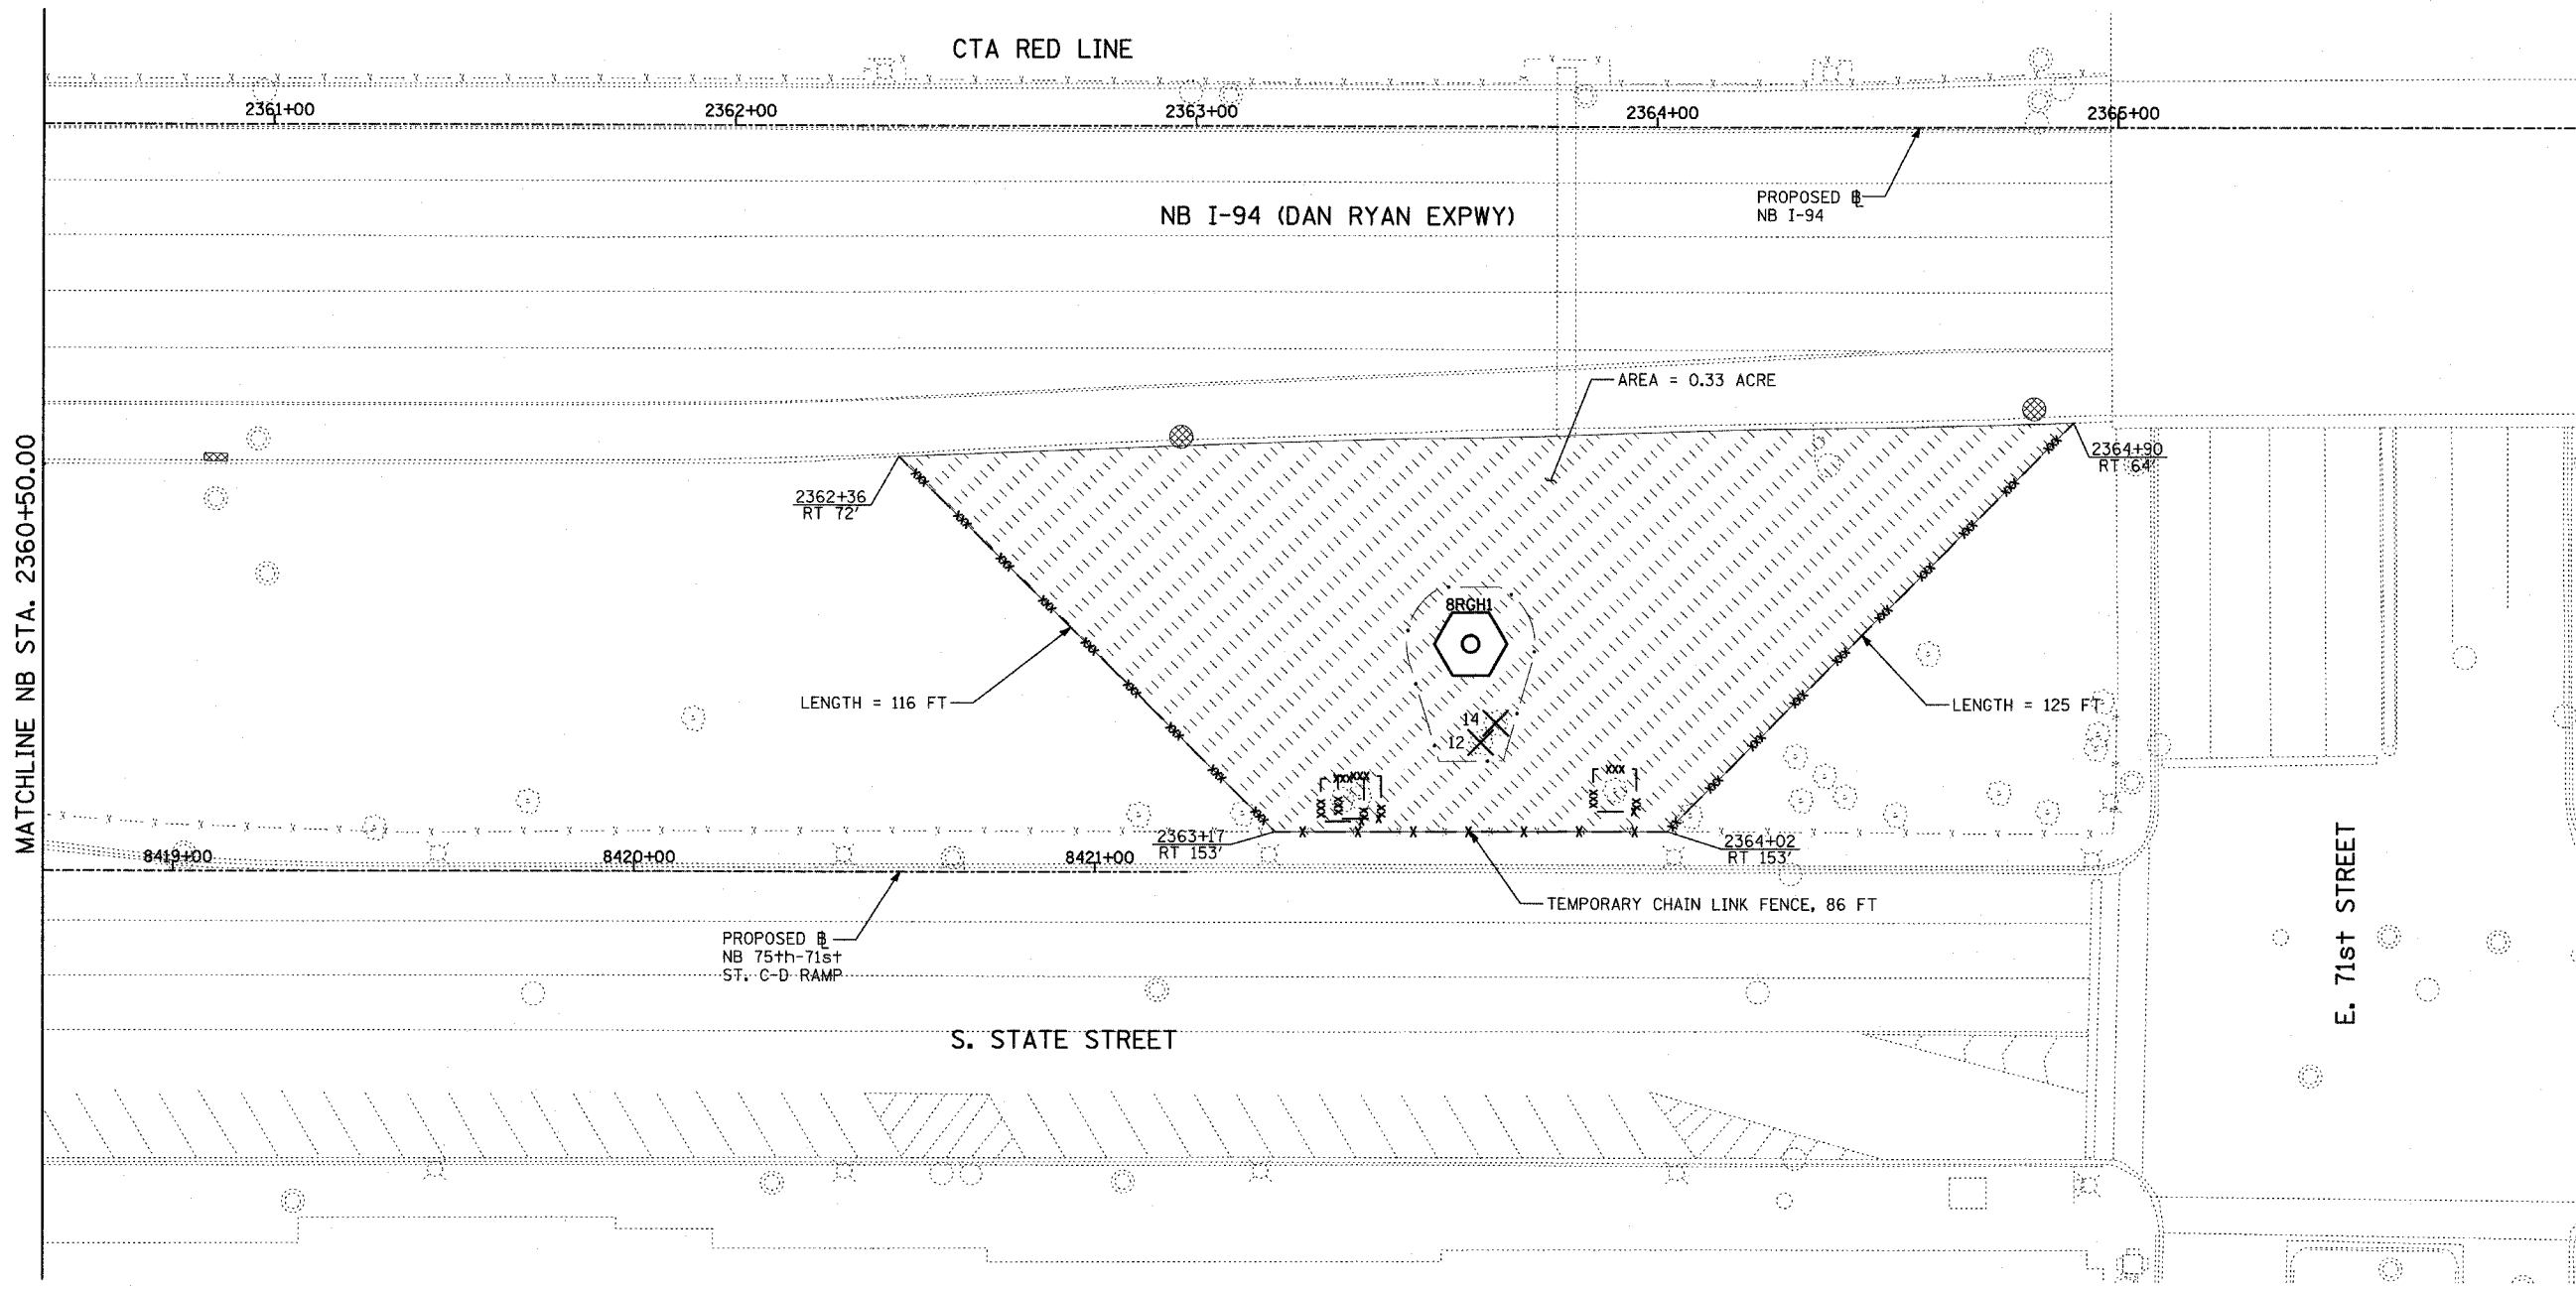 CTA RED LINE
2361+00
2362+00
2363+00
2364+00
2365+00
PROPOSED BL
NB I-94
NB I-94 (DAN RYAN EXPWY)
AREA = 0.33 ACRE
MATCHLINE NB STA. 2360+50.00
2362+36
RT 72'
2364+90
RT 64'
8RGH1
LENGTH = 116 FT
LENGTH = 125 FT
14
12
2363+17
RT 153'
2364+02
RT 153'
8419+00
8420+00
8421+00
TEMPORARY CHAIN LINK FENCE, 86 FT
PROPOSED BL
NB 75th-71st
ST. C-D RAMP
S. STATE STREET
E. 71st STREET